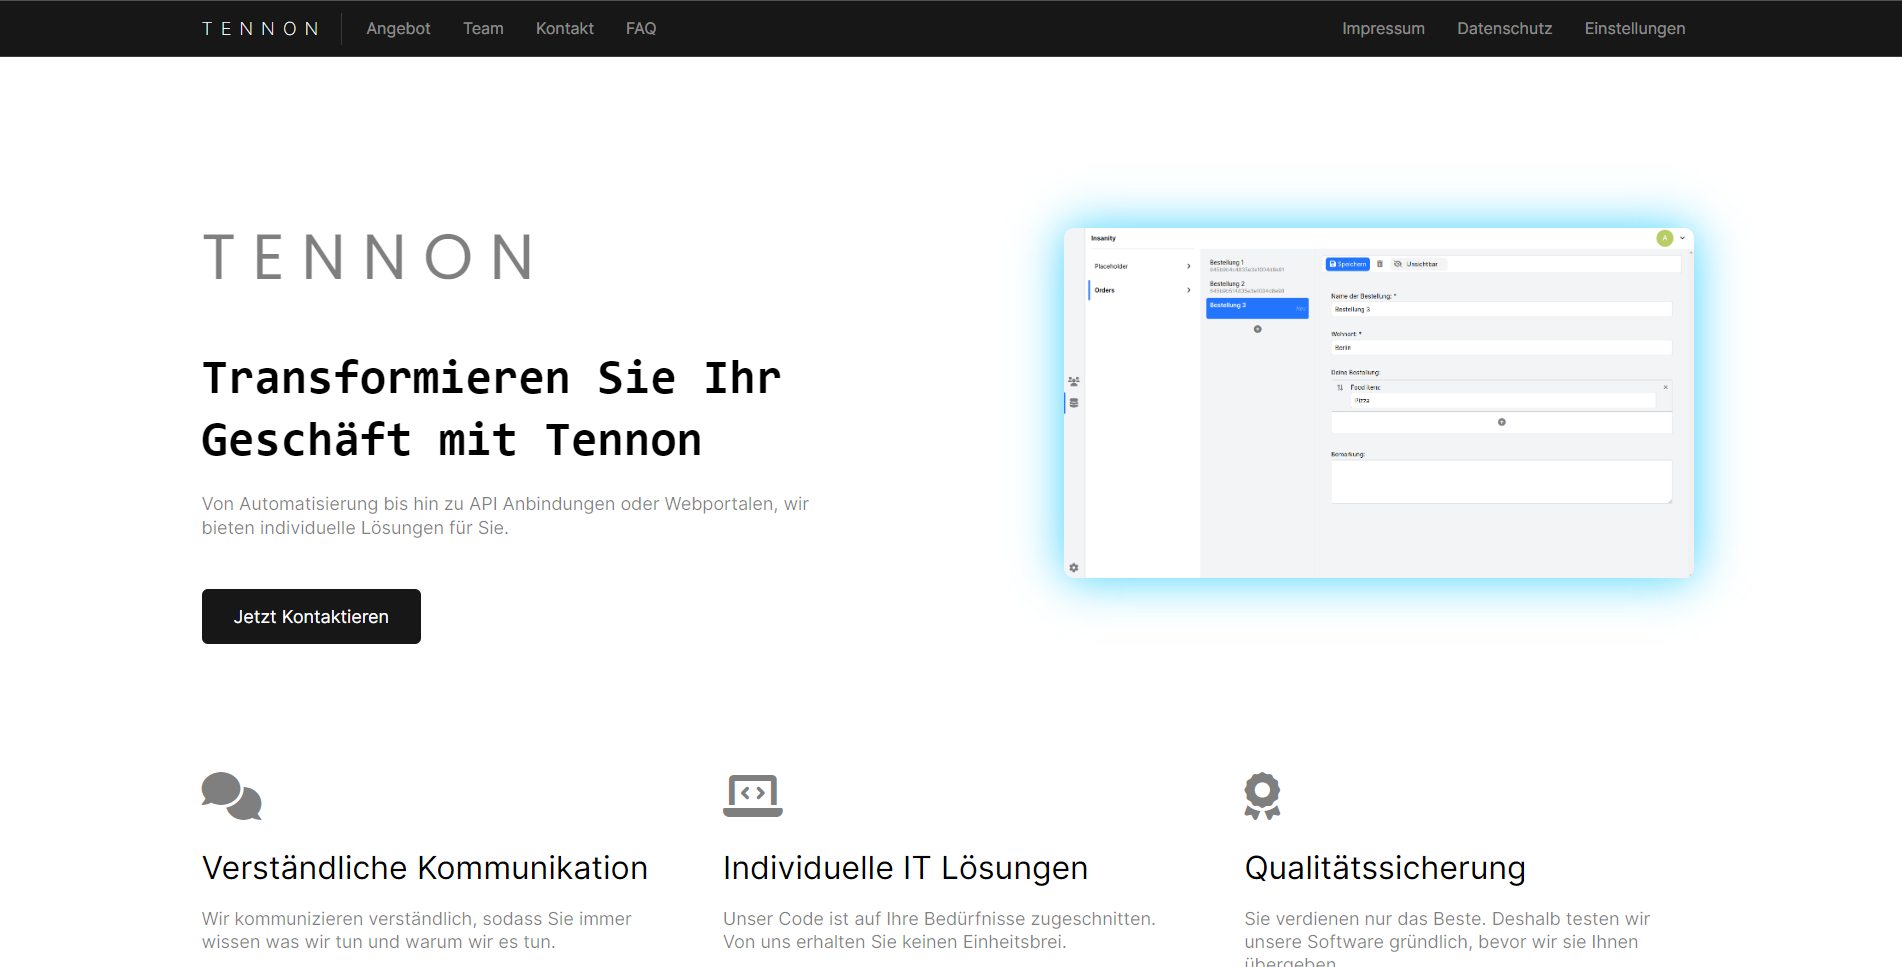 TENNON
Angebot
Team
Kontakt
FAQ
Impressum
Datenschutz
Einstellungen
TENNON
Transformieren Sie Ihr
Geschäft mit Tennon
Von Automatisierung bis hin zu API Anbindungen oder Webportalen, wir
bieten individuelle Lösungen für Sie.
Jetzt Kontaktieren
Insanity
A
Placeholder
Orders
Bestellung 1
Bestellung 2
Bestellung 3
Neu
Speichern
Unsichtbar
Name der Bestellung: *
Bestellung 3
Wohnort: *
Berlin
Deine Bestellung:
Food Item:
Pizza
Bemerkung:
Verständliche Kommunikation
Wir kommunizieren verständlich, sodass Sie immer
wissen was wir tun und warum wir es tun.
Individuelle IT Lösungen
Unser Code ist auf Ihre Bedürfnisse zugeschnitten.
Von uns erhalten Sie keinen Einheitsbrei.
Qualitätssicherung
Sie verdienen nur das Beste. Deshalb testen wir
unsere Software gründlich, bevor wir sie Ihnen
übergeben